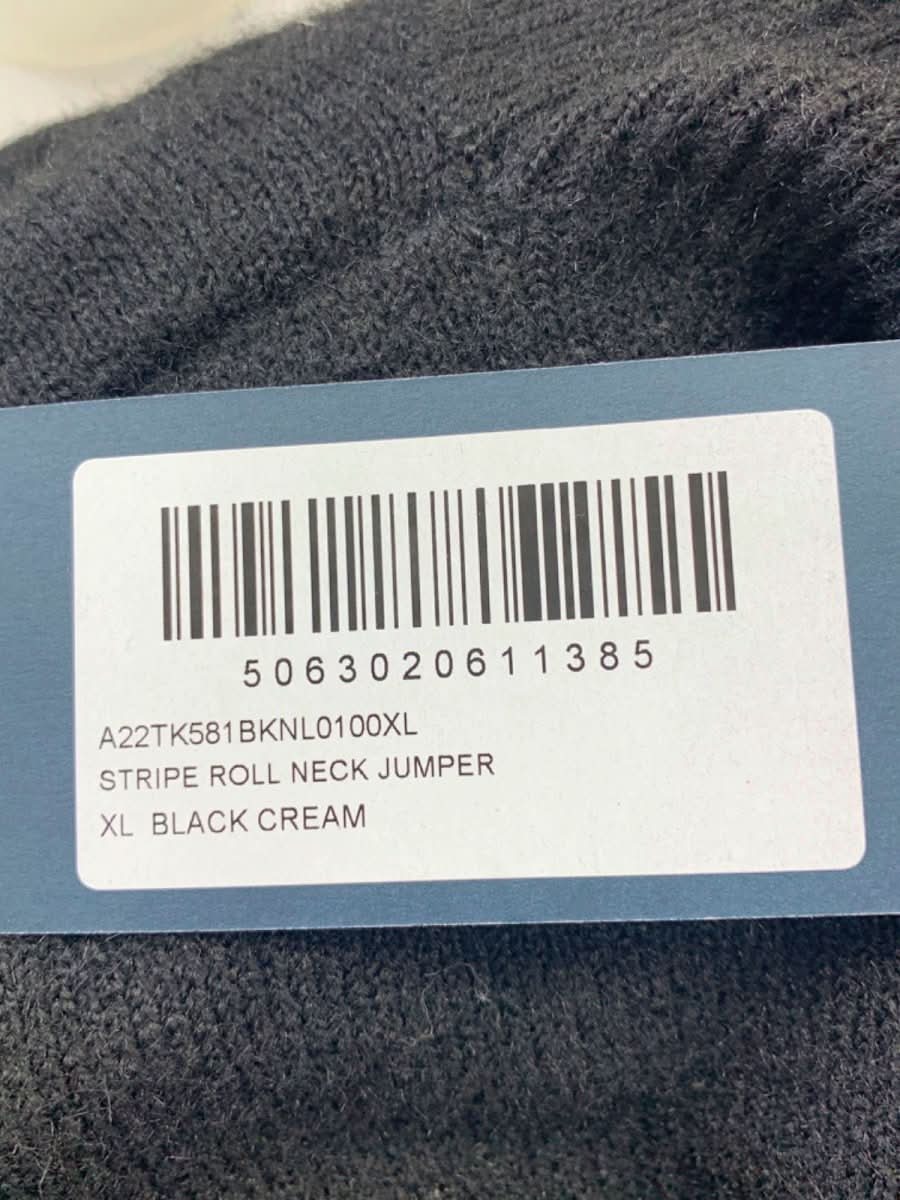 5063020611385
A22TK581BKNL0100XL
STRIPE ROLL NECK JUMPER
XL BLACK CREAM